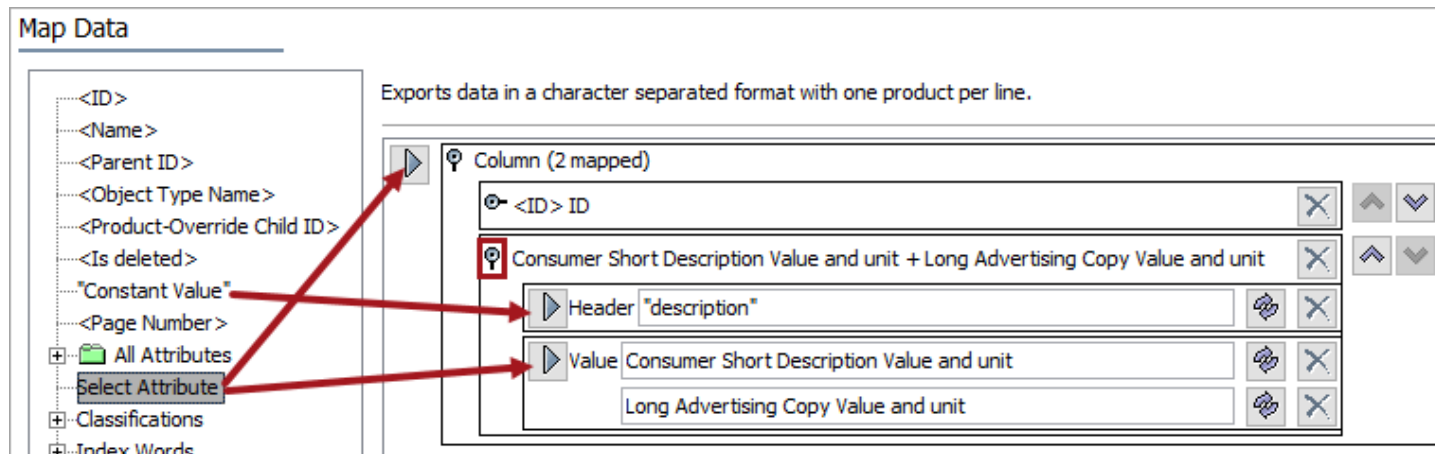 Map Data
<ID>
<Name>
<Parent ID>
<Object Type Name>
<Product-Override Child ID>
<Is deleted>
"Constant Value"
<Page Number>
All Attributes
Select Attribute
Classifications
Index Words
Exports data in a character separated format with one product per line.
Column (2 mapped)
<ID> ID
Consumer Short Description Value and unit + Long Advertising Copy Value and unit
Header "description"
Value Consumer Short Description Value and unit
Long Advertising Copy Value and unit